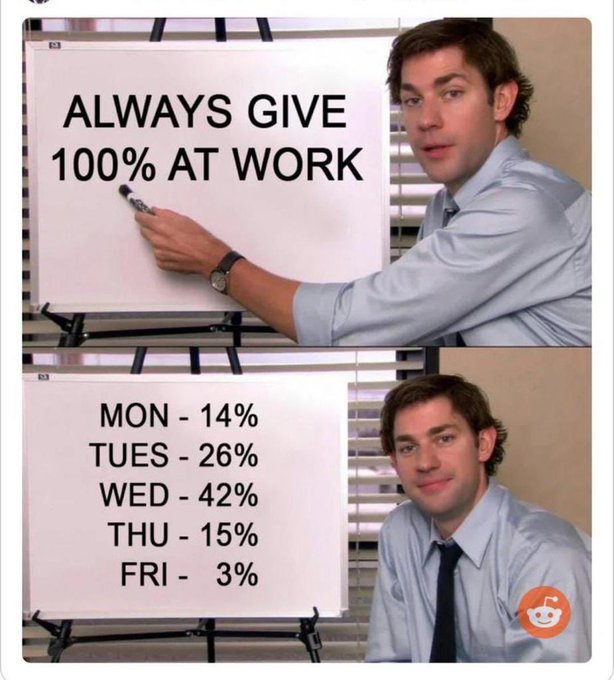 ALWAYS GIVE
100% AT WORK
MON - 14%
TUES - 26%
WED - 42%
THU - 15%
FRI - 3%